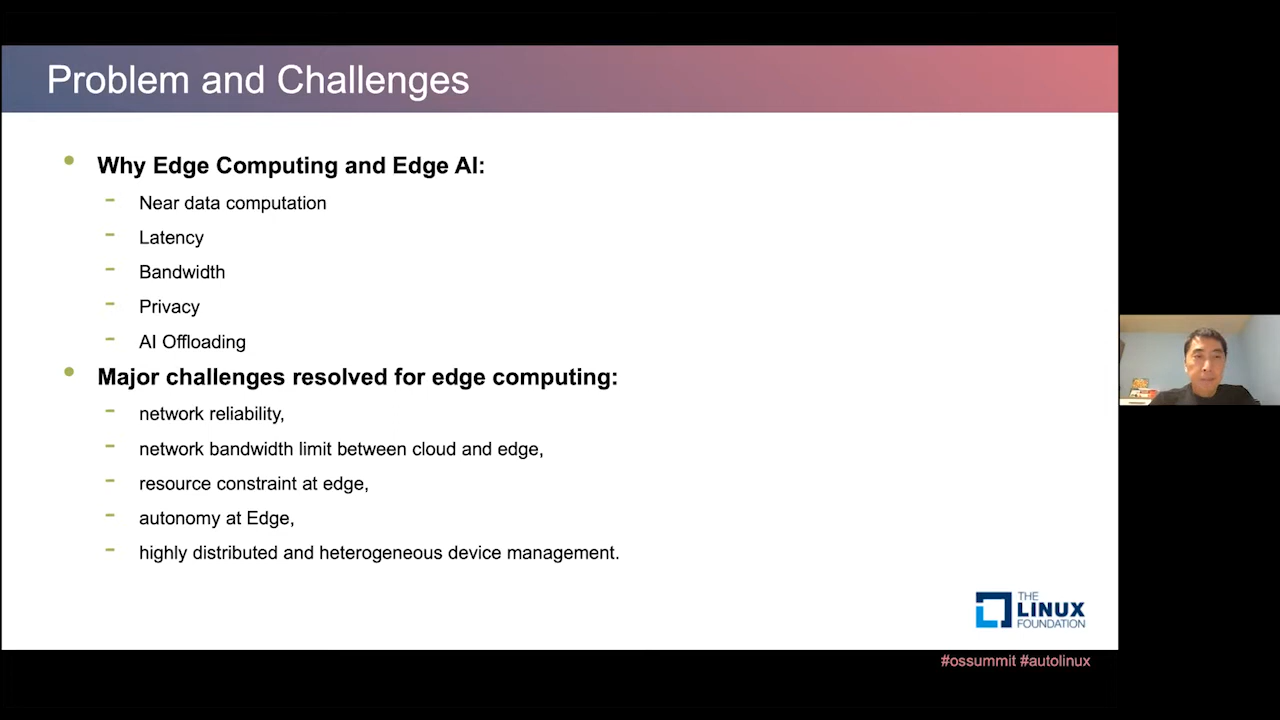 Problem and Challenges
Why Edge Computing and Edge AI:
Near data computation
Latency
Bandwidth
Privacy
AI Offloading
Major challenges resolved for edge computing:
network reliability,
network bandwidth limit between cloud and edge,
resource constraint at edge,
autonomy at Edge,
highly distributed and heterogeneous device management.
THE
LINUX
FOUNDATION
#ossummit #autolinux